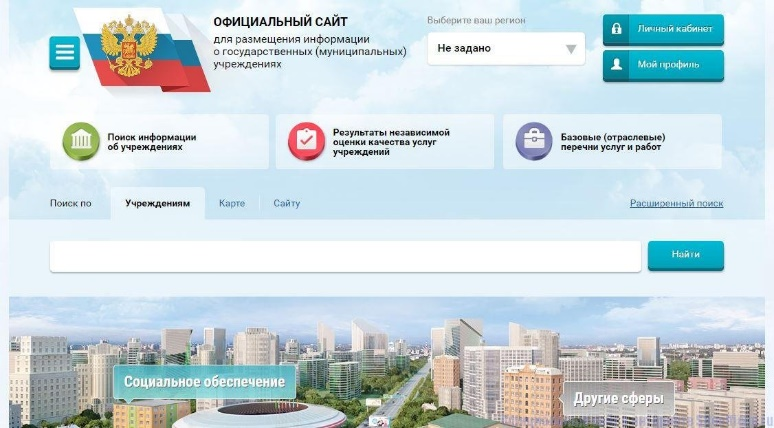 ОФИЦИАЛЬНЫЙ САЙТ
для размещения информации
о государственных (муниципальных)
учреждениях
Выберите ваш регион
Не задано
Личный кабинет
Мой профиль
Поиск информации
об учреждениях
Результаты независимой
оценки качества услуг
учреждений
Базовые (отраслевые)
перечни услуг и работ
Поиск по
Учреждениям
Карте
Сайту
Расширенный поиск
Найти
Социальное обеспечение
Другие сферы